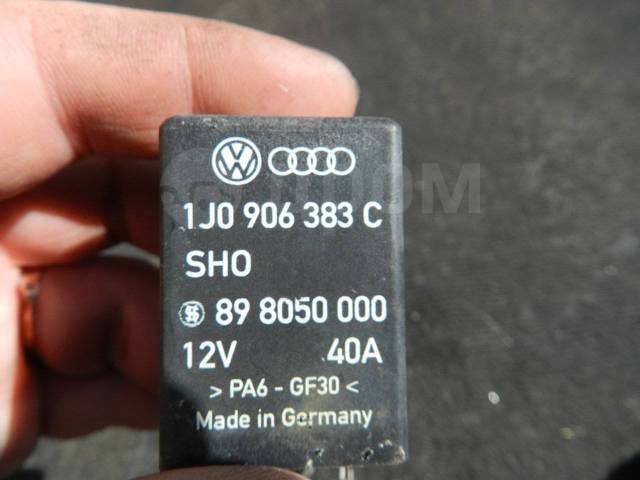 1J0 906 383 C
SHO
89 8050 000
12V 40A
> PA6 - GF30 <
Made in Germany